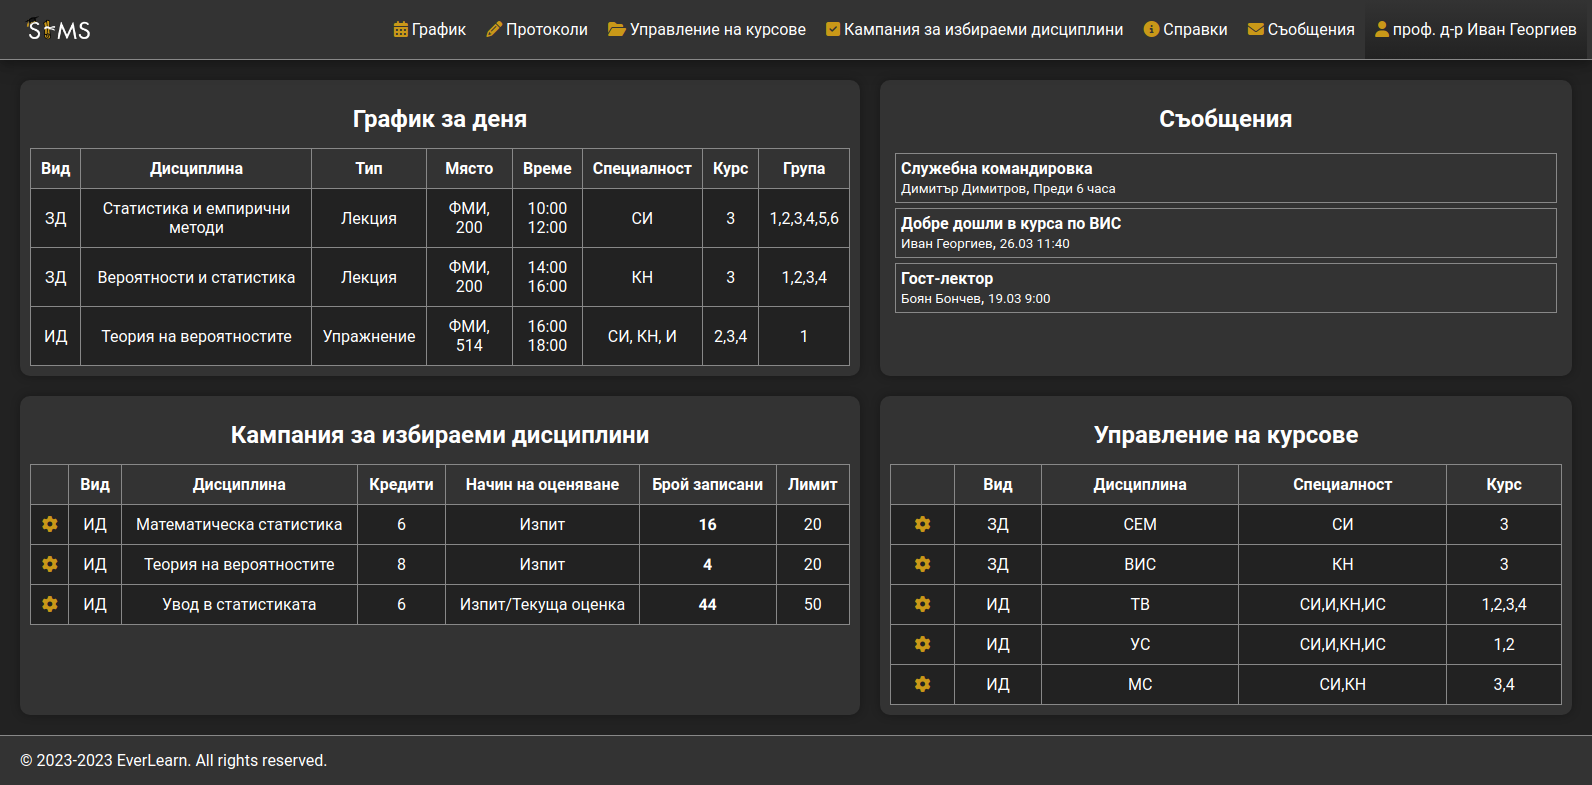 SIMS
График
Протоколи
Управление на курсове
Кампания за избираеми дисциплини
Справки
Съобщения
проф. д-р Иван Георгиев
График за деня
Вид Дисциплина Тип Място Време Специалност Курс Група
ЗД Статистика и емпирични методи Лекция ФМИ, 200 10:00 12:00 СИ 3 1,2,3,4,5,6
ЗД Вероятности и статистика Лекция ФМИ, 200 14:00 16:00 КН 3 1,2,3,4
ИД Теория на вероятностите Упражнение ФМИ, 514 16:00 18:00 СИ, КН, И 2,3,4 1
Съобщения
Служебна командировка
Димитър Димитров, Преди 6 часа
Добре дошли в курса по ВИС
Иван Георгиев, 26.03 11:40
Гост-лектор
Боян Бончев, 19.03 9:00
Кампания за избираеми дисциплини
Вид Дисциплина Кредити Начин на оценяване Брой записани Лимит
ИД Математическа статистика 6 Изпит 16 20
ИД Теория на вероятностите 8 Изпит 4 20
ИД Увод в статистиката 6 Изпит/Текуща оценка 44 50
Управление на курсове
Вид Дисциплина Специалност Курс
ЗД СЕМ СИ 3
ЗД ВИС КН 3
ИД ТВ СИ,И,КН,ИС 1,2,3,4
ИД УС СИ,И,КН,ИС 1,2
ИД МС СИ,КН 3,4
© 2023-2023 EverLearn. All rights reserved.